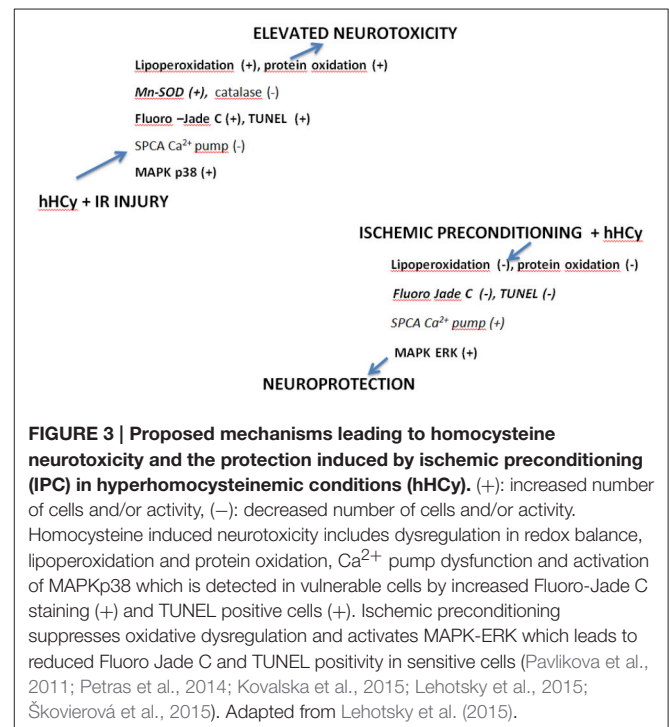 ELEVATED NEUROTOXICITY
Lipoperoxidation (+), protein oxidation (+)
Mn-SOD (+), catalase (-)
Fluoro –Jade C (+), TUNEL (+)
SPCA Ca²⁺ pump (-)
MAPK p38 (+)
hHCy + IR INJURY
ISCHEMIC PRECONDITIONING + hHCy
Lipoperoxidation (-), protein oxidation (-)
Fluoro Jade C (-), TUNEL (-)
SPCA Ca²⁺ pump (+)
MAPK ERK (+)
NEUROPROTECTION
FIGURE 3 | Proposed mechanisms leading to homocysteine
neurotoxicity and the protection induced by ischemic preconditioning
(IPC) in hyperhomocysteinemic conditions (hHCy). (+): increased number
of cells and/or activity, (−): decreased number of cells and/or activity.
Homocysteine induced neurotoxicity includes dysregulation in redox balance,
lipoperoxidation and protein oxidation, Ca²⁺ pump dysfunction and activation
of MAPKp38 which is detected in vulnerable cells by increased Fluoro-Jade C
staining (+) and TUNEL positive cells (+). Ischemic preconditioning
suppresses oxidative dysregulation and activates MAPK-ERK which leads to
reduced Fluoro Jade C and TUNEL positivity in sensitive cells (Pavlikova et al.,
2011; Petras et al., 2014; Kovalska et al., 2015; Lehotsky et al., 2015;
Škovierová et al., 2015). Adapted from Lehotsky et al. (2015).